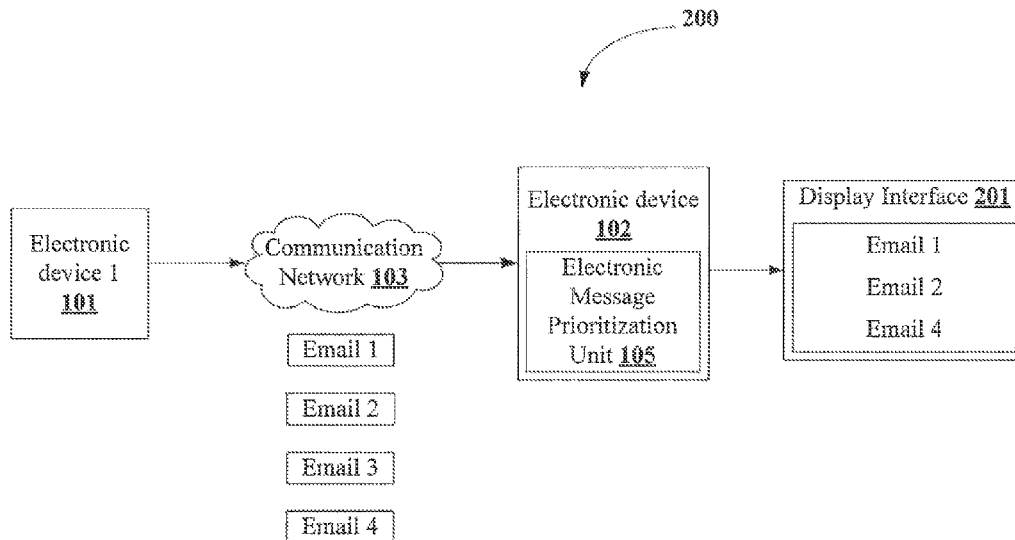 200
Electronic
device 1
101
Communication
Network 103
Email 1
Email 2
Email 3
Email 4
Electronic device
102
Electronic
Message
Prioritization
Unit 105
Display Interface 201
Email 1
Email 2
Email 4